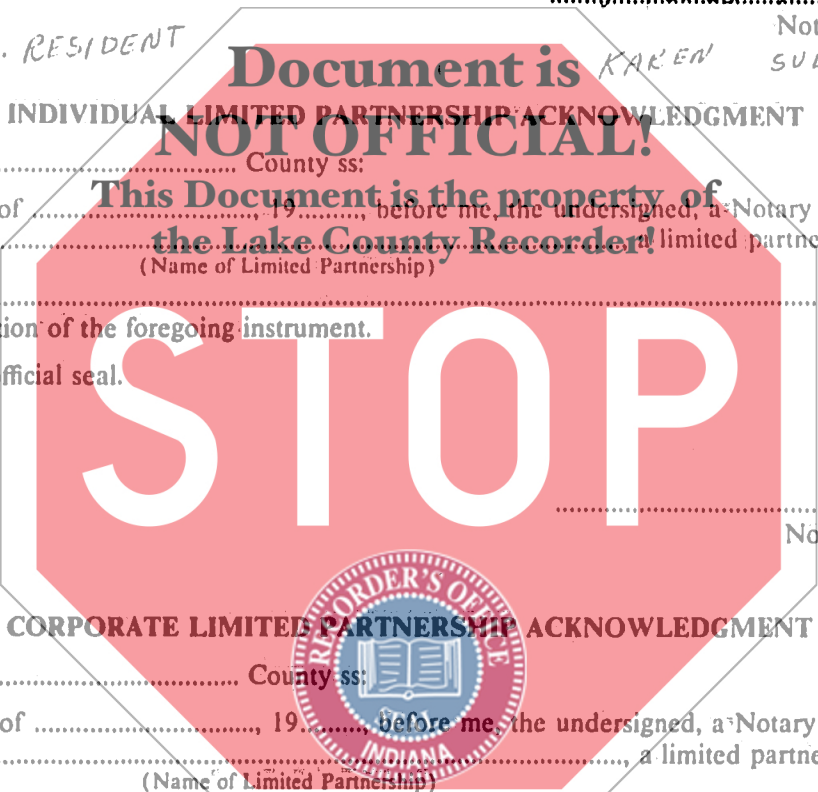 Not
RESIDENT
KAREN
Document is
INDIVIDUAL LIMITED PARTNERSHIP ACKNOWLEDGMENT
NOT OFFICIAL!
County ss:
This Document is the property of
of ........................................, 19........, before me, the undersigned, a Notary
the Lake County Recorder!
a limited partne
(Name of Limited Partnership)
tion of the foregoing instrument.
fficial seal.
STOP
No
RECORDER'S OFFICE
SEAL
INDIANA
CORPORATE LIMITED PARTNERSHIP ACKNOWLEDGMENT
County ss:
of ........................................, 19........, before me, the undersigned, a Notary
, a limited partne
(Name of Limited Partnership)